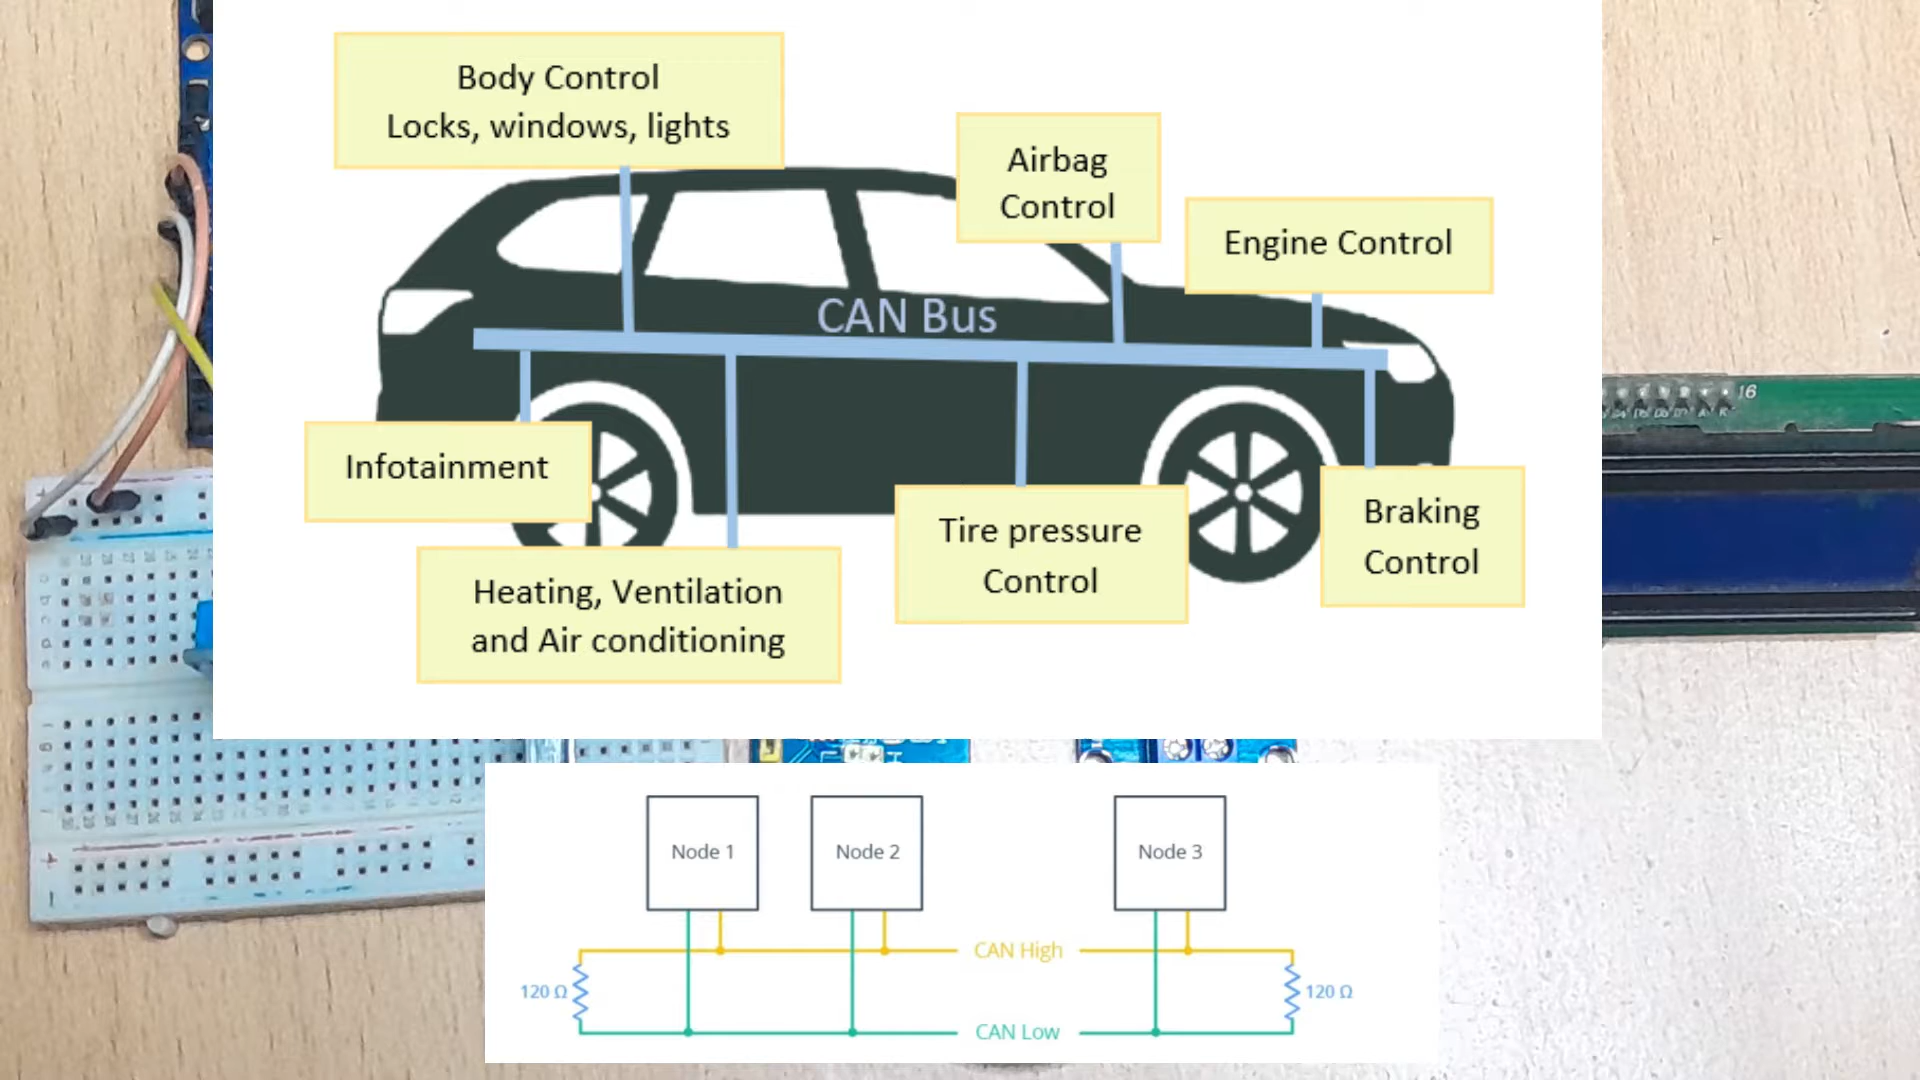 Body Control
Locks, windows, lights
Airbag
Control
Engine Control
CAN Bus
Infotainment
Heating, Ventilation
and Air conditioning
Tire pressure
Control
Braking
Control
16
Node 1
Node 2
Node 3
CAN High
120 Ω
120 Ω
CAN Low